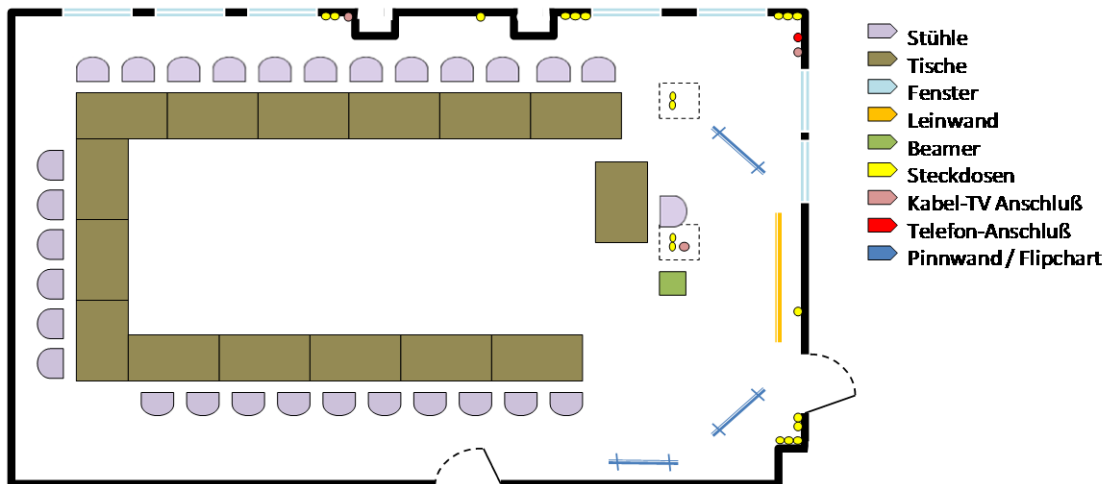 Stühle
Tische
Fenster
Leinwand
Beamer
Steckdosen
Kabel-TV Anschluß
Telefon-Anschluß
Pinnwand / Flipchart